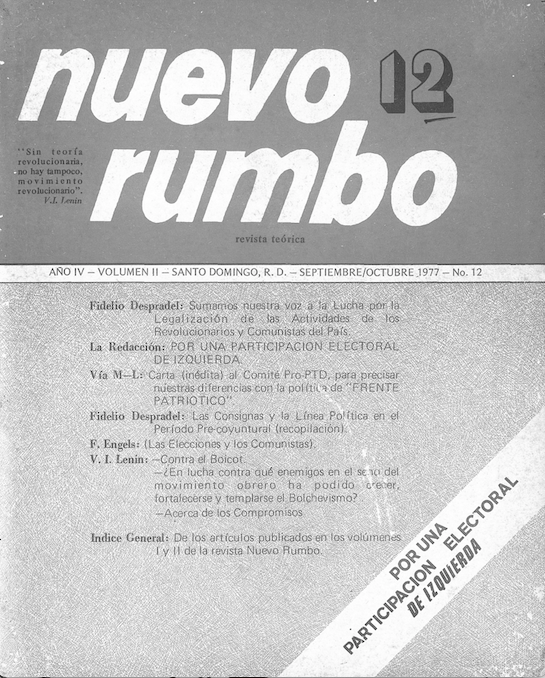 nuevo 12
rumbo
"Sin teoría
revolucionaria,
no hay tampoco,
movimiento
revolucionario".
V.I. Lenin
revista teórica
AÑO IV — VOLUMEN II — SANTO DOMINGO, R. D. — SEPTIEMBRE/OCTUBRE 1977 — No. 12
Fidelio Despradel: Sumamos nuestra voz a la Lucha por la
Legalización de las Actividades de los
Revolucionarios y Comunistas del País.
La Redacción: POR UNA PARTICIPACION ELECTORAL
DE IZQUIERDA.
Vía M—L: Carta (inédita) al Comité Pro-PTD, para precisar
nuestras diferencias con la política de "FRENTE
PATRIOTICO".
Fidelio Despradel: Las Consignas y la Línea Política en el
Período Pre-coyuntural (recopilación).
F. Engels: (Las Elecciones y los Comunistas).
V. I. Lenin: —Contra el Boicot.
—¿En lucha contra qué enemigos en el seno del
movimiento obrero ha podido crecer,
fortalecerse y templarse el Bolchevismo?
—Acerca de los Compromisos.
Indice General: De los artículos publicados en los volúmenes
I y II de la revista Nuevo Rumbo.
POR UNA
PARTICIPACION ELECTORAL
DE IZQUIERDA